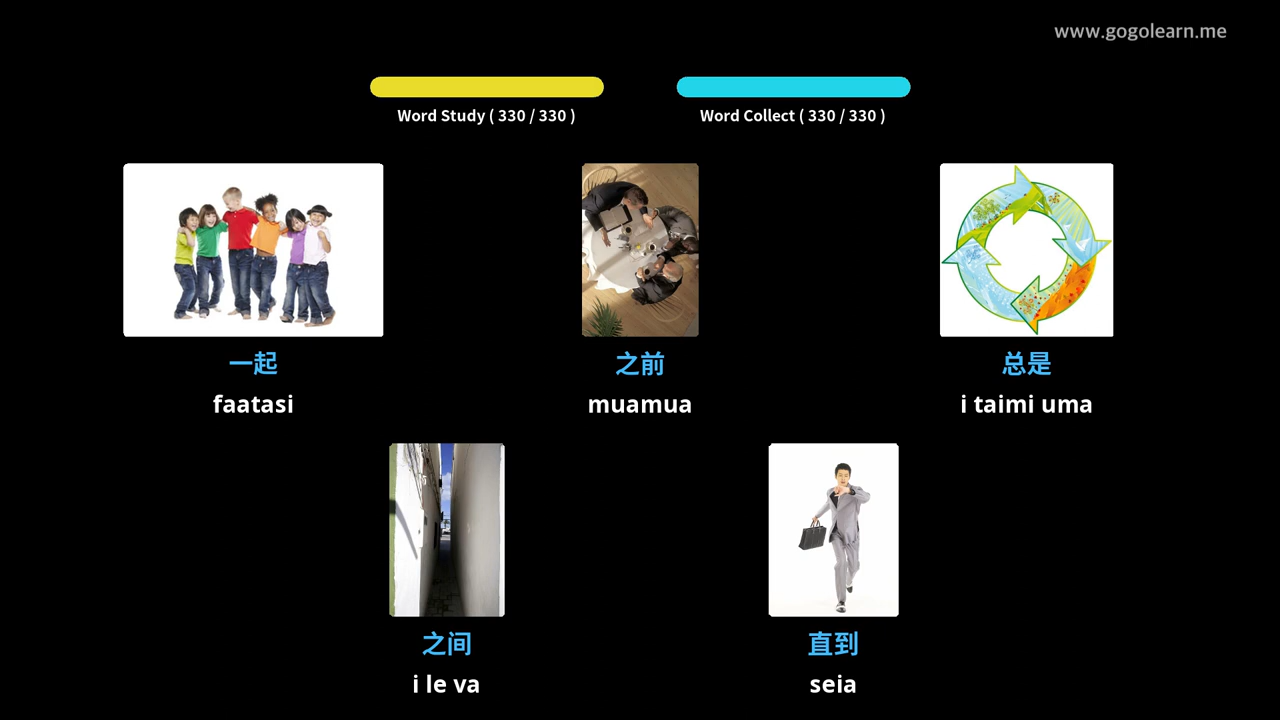 www.gogolearn.me
Word Study ( 330 / 330 )
Word Collect ( 330 / 330 )
一起
faatasi
之前
muamua
总是
i taimi uma
之间
i le va
直到
seia